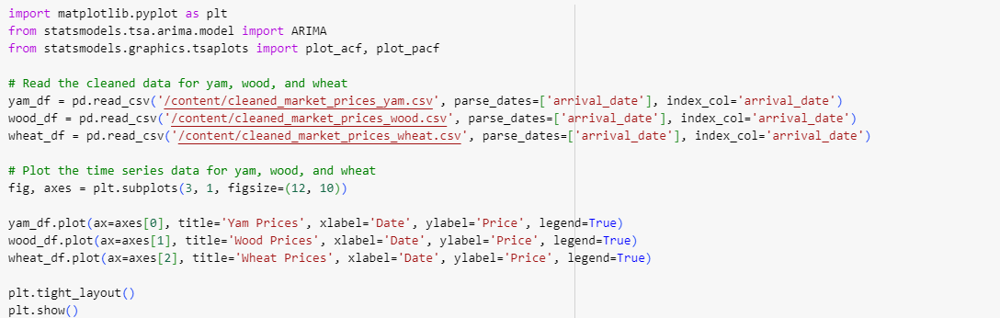 import matplotlib.pyplot as plt
from statsmodels.tsa.arima.model import ARIMA
from statsmodels.graphics.tsaplots import plot_acf, plot_pacf

# Read the cleaned data for yam, wood, and wheat
yam_df = pd.read_csv('/content/cleaned_market_prices_yam.csv', parse_dates=['arrival_date'], index_col='arrival_date')
wood_df = pd.read_csv('/content/cleaned_market_prices_wood.csv', parse_dates=['arrival_date'], index_col='arrival_date')
wheat_df = pd.read_csv('/content/cleaned_market_prices_wheat.csv', parse_dates=['arrival_date'], index_col='arrival_date')

# Plot the time series data for yam, wood, and wheat
fig, axes = plt.subplots(3, 1, figsize=(12, 10))

yam_df.plot(ax=axes[0], title='Yam Prices', xlabel='Date', ylabel='Price', legend=True)
wood_df.plot(ax=axes[1], title='Wood Prices', xlabel='Date', ylabel='Price', legend=True)
wheat_df.plot(ax=axes[2], title='Wheat Prices', xlabel='Date', ylabel='Price', legend=True)

plt.tight_layout()
plt.show()